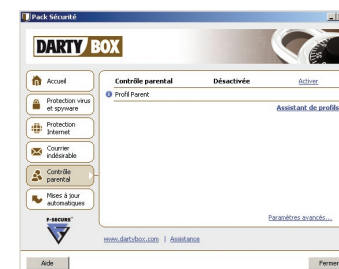 Pack Sécurité
DARTY BOX
Accueil
Protection virus
et spyware
Protection
Internet
Courrier
indésirable
Contrôle
parental
Mises à jour
automatiques
F-SECURE
Contrôle parental Désactivée Activer
Profil Parent
Assistant de profils
Paramètres avancés...
www.dartybox.com | Assistance
Aide Fermer